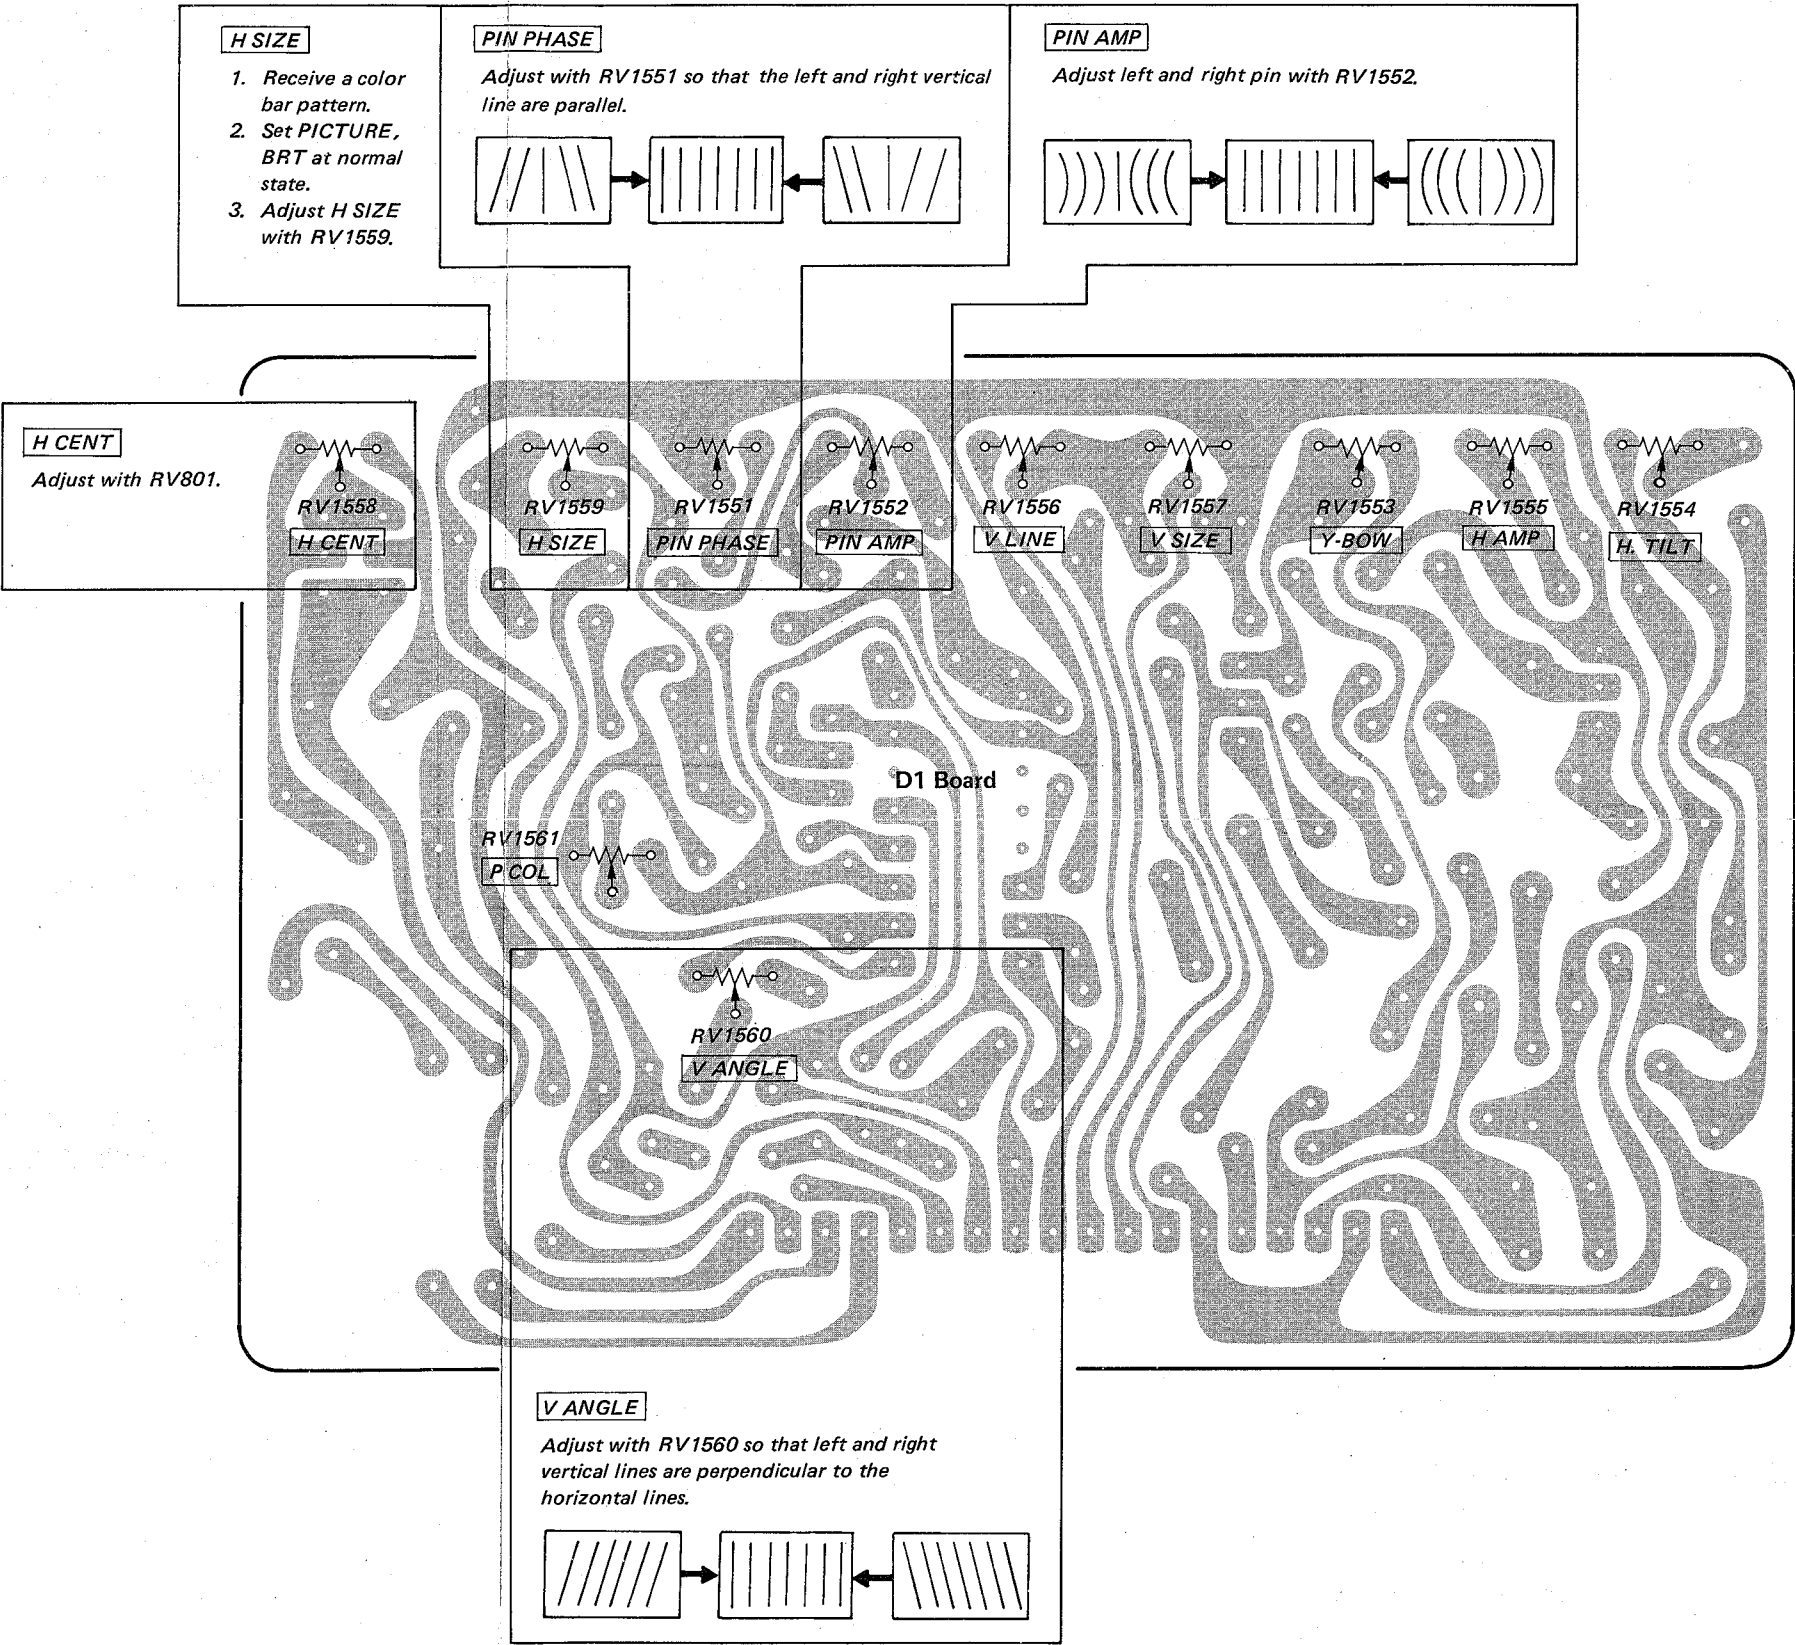 H SIZE
1. Receive a color
bar pattern.
2. Set PICTURE,
BRT at normal
state.
3. Adjust H SIZE
with RV1559.
PIN PHASE
Adjust with RV1551 so that the left and right vertical
line are parallel.
PIN AMP
Adjust left and right pin with RV1552.
H CENT
Adjust with RV801.
RV1558
H CENT
RV1559
H SIZE
RV1551
PIN PHASE
RV1552
PIN AMP
RV1556
V LINE
RV1557
V SIZE
RV1553
Y-BOW
RV1555
H AMP
RV1554
H. TILT
D1 Board
RV1561
P COL
RV1560
V ANGLE
V ANGLE
Adjust with RV1560 so that left and right
vertical lines are perpendicular to the
horizontal lines.